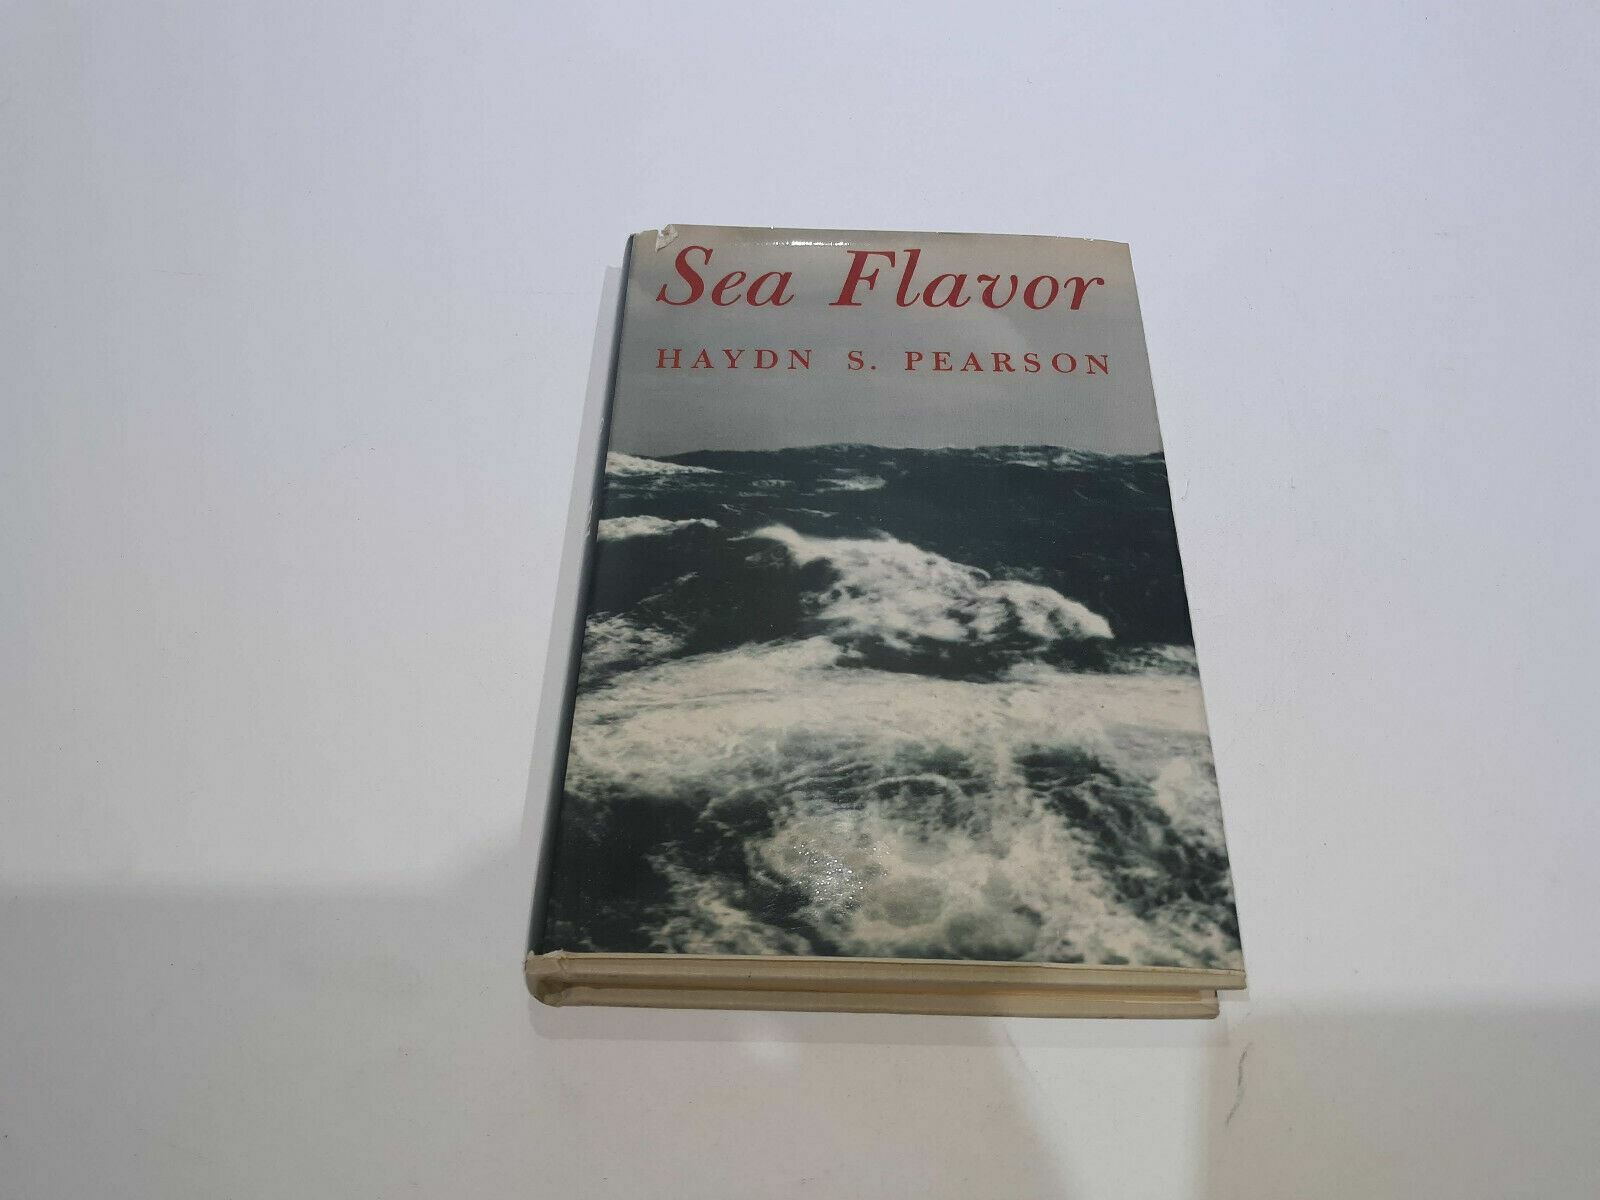 Sea Flavor
HAYDN S. PEARSON